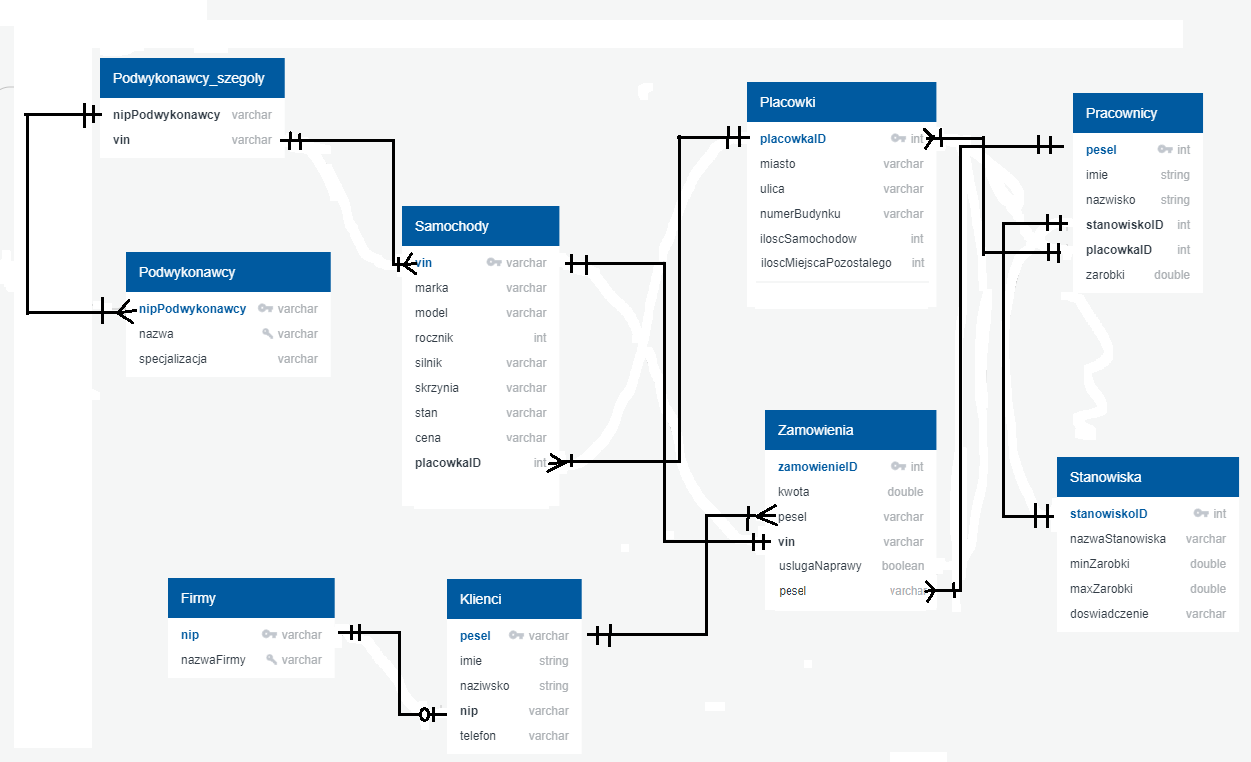 Podwykonawcy_szegoly
nipPodwykonawcy varchar
vin varchar
Podwykonawcy
nipPodwykonawcy varchar
nazwa varchar
specjalizacja varchar
Samochody
vin varchar
marka varchar
model varchar
rocznik int
silnik varchar
skrzynia varchar
stan varchar
cena varchar
placowkaID int
Placowki
placowkaID int
miasto varchar
ulica varchar
numerBudynku varchar
iloscSamochodow int
iloscMiejscaPozostalego int
Pracownicy
pesel int
imie string
nazwisko string
stanowiskoID int
placowkaID int
zarobki double
Zamowienia
zamowienieID int
kwota double
pesel varchar
vin varchar
uslugaNaprawy boolean
pesel varchar
Stanowiska
stanowiskoID int
nazwaStanowiska varchar
minZarobki double
maxZarobki double
doswiadczenie varchar
Firmy
nip varchar
nazwaFirmy varchar
Klienci
pesel varchar
imie string
naziwsko string
nip varchar
telefon varchar